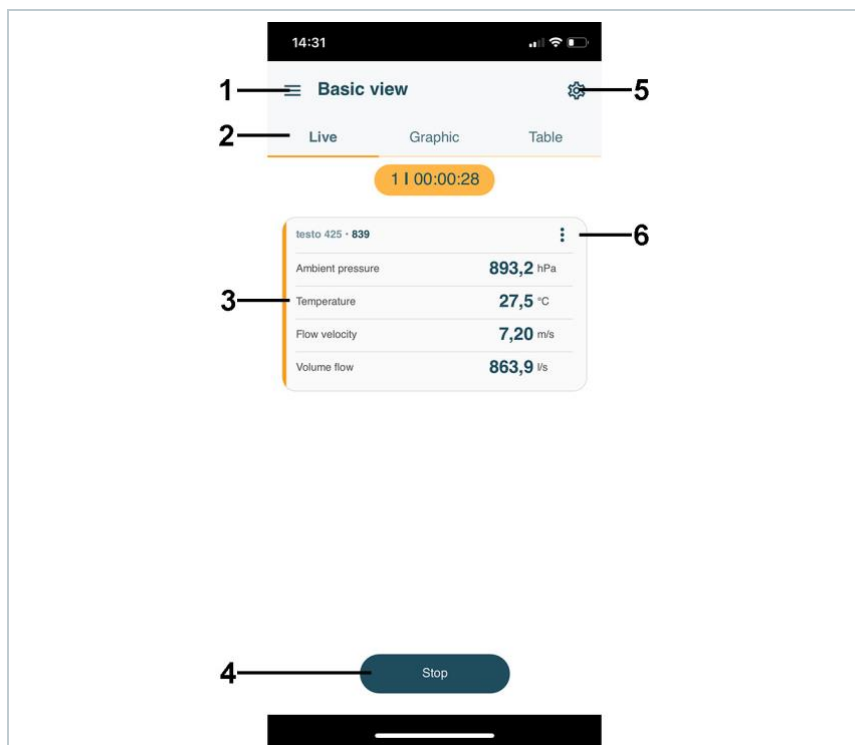 14:31
1 Basic view 5
2 Live Graphic Table
1 I 00:00:28
testo 425 · 839 6
Ambient pressure 893,2 hPa
3 Temperature 27,5 °C
Flow velocity 7,20 m/s
Volume flow 863,9 l/s
4 Stop